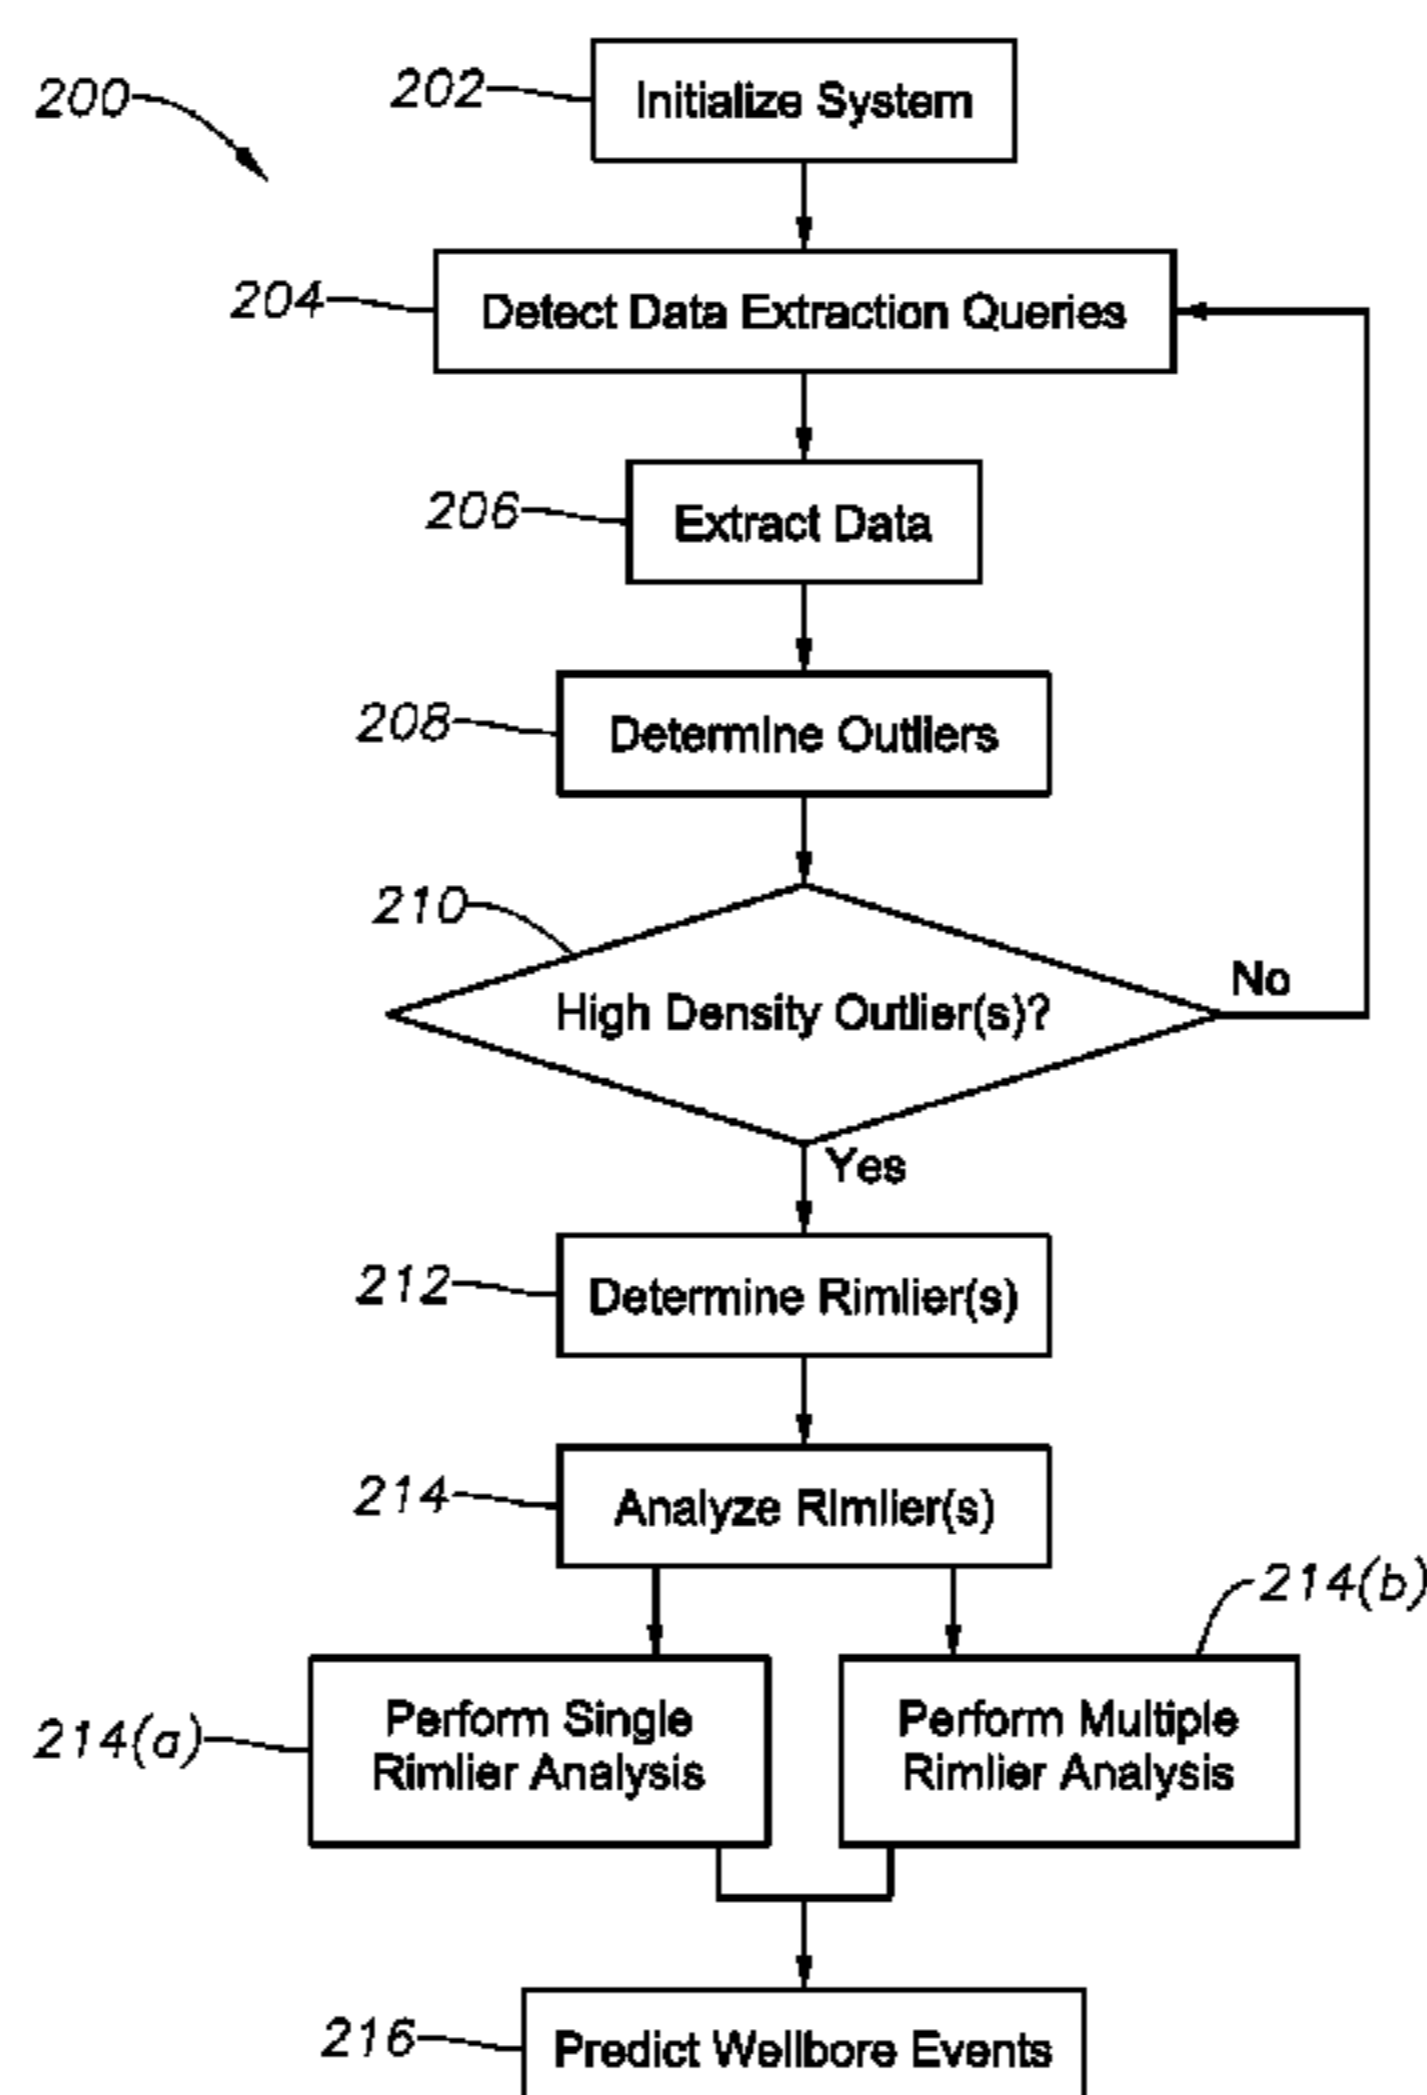 200
202
Initialize System
204
Detect Data Extraction Queries
206
Extract Data
208
Determine Outliers
210
High Density Outlier(s)?
No
Yes
212
Determine Rimlier(s)
214
Analyze Rimlier(s)
214(a)
Perform Single
Rimlier Analysis
214(b)
Perform Multiple
Rimlier Analysis
216
Predict Wellbore Events